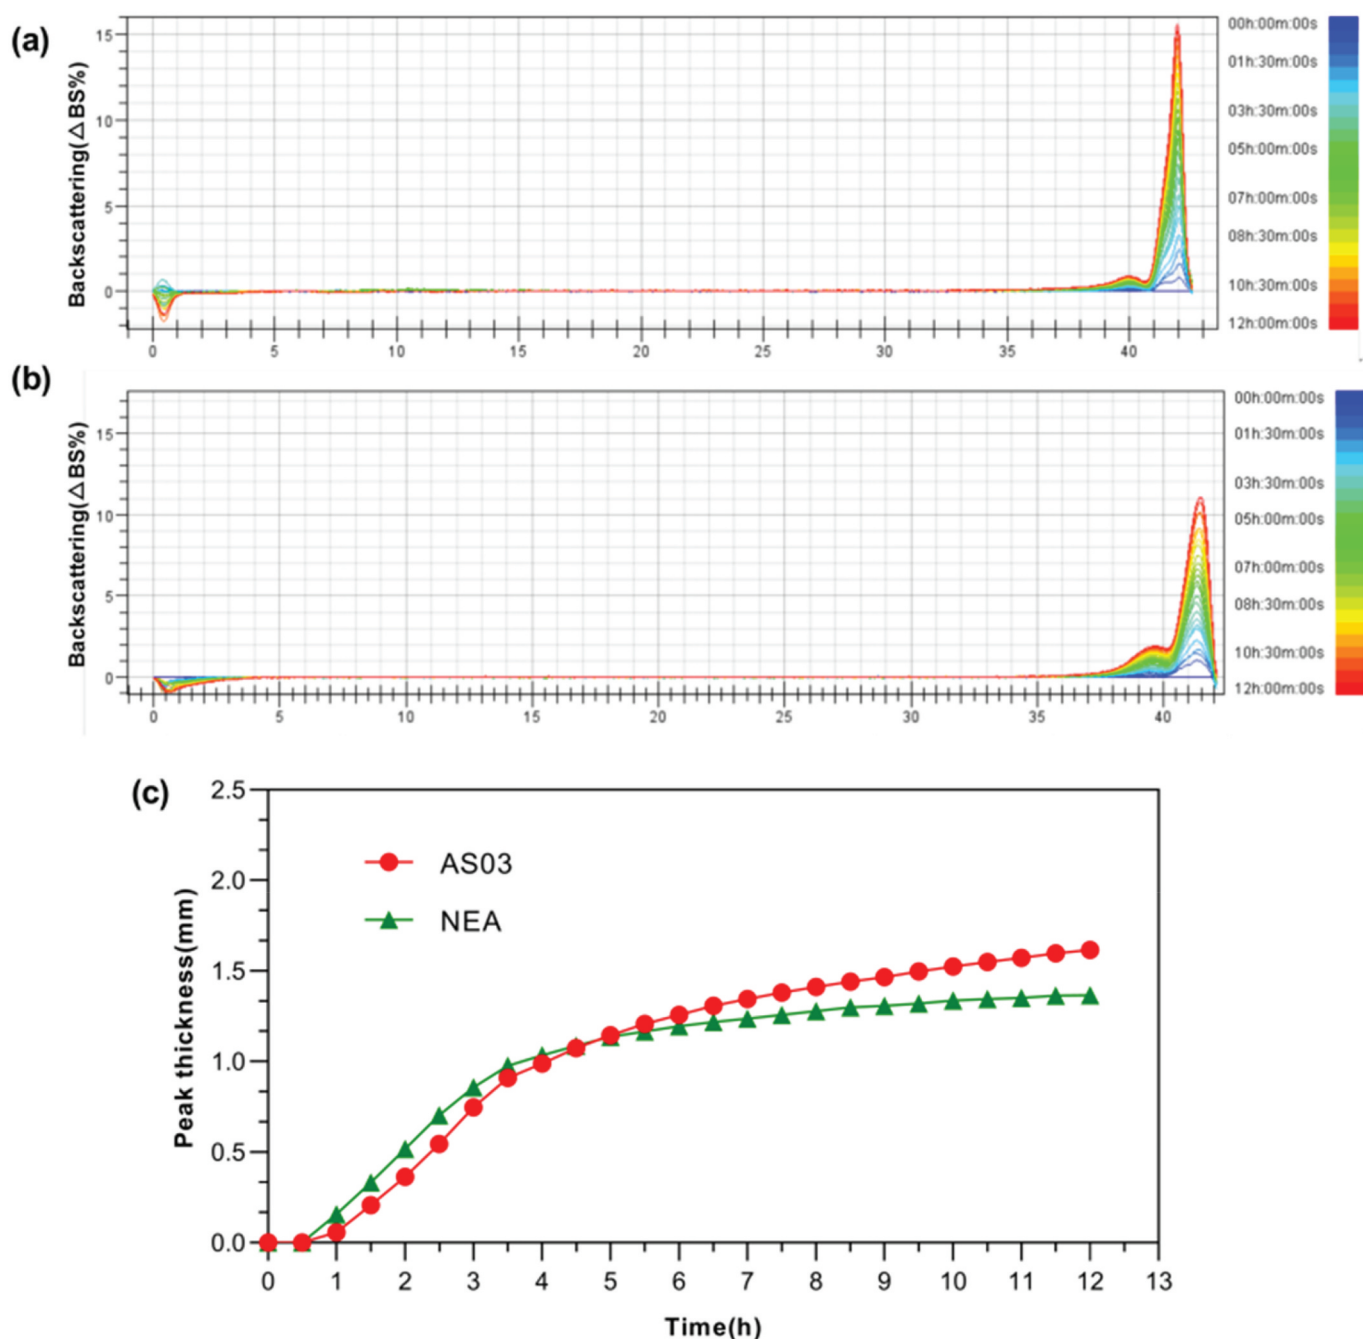 (a)
Backscattering(△BS%)
15
10
5
0
0 5 10 15 20 25 30 35 40
00h:00m:00s
01h:30m:00s
03h:30m:00s
05h:00m:00s
07h:00m:00s
08h:30m:00s
10h:30m:00s
12h:00m:00s
(b)
Backscattering(△BS%)
15
10
5
0
0 5 10 15 20 25 30 35 40
00h:00m:00s
01h:30m:00s
03h:30m:00s
05h:00m:00s
07h:00m:00s
08h:30m:00s
10h:30m:00s
12h:00m:00s
(c)
Peak thickness(mm)
2.5
2.0
1.5
1.0
0.5
0.0
AS03
NEA
0 1 2 3 4 5 6 7 8 9 10 11 12 13
Time(h)